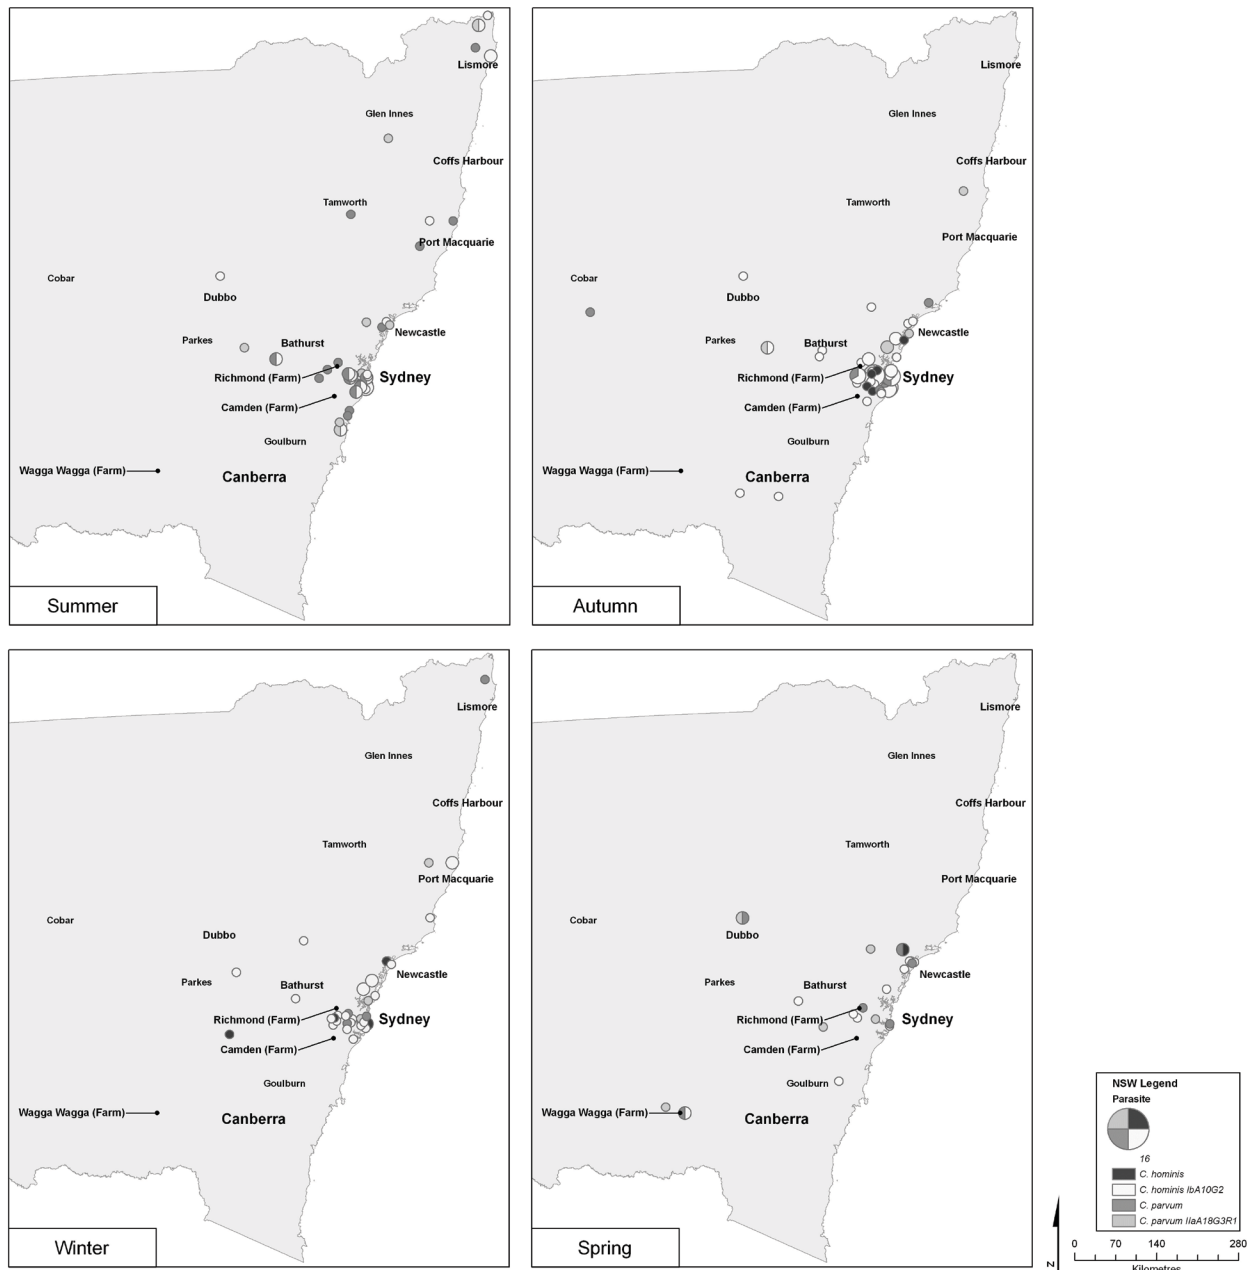 Lismore
Glen Innes
Coffs Harbour
Tamworth
Port Macquarie
Cobar
Dubbo
Newcastle
Parkes
Bathurst
Richmond (Farm)
Sydney
Camden (Farm)
Goulburn
Wagga Wagga (Farm)
Canberra
Summer
Lismore
Glen Innes
Coffs Harbour
Tamworth
Port Macquarie
Cobar
Dubbo
Newcastle
Parkes
Bathurst
Richmond (Farm)
Sydney
Camden (Farm)
Goulburn
Wagga Wagga (Farm)
Canberra
Autumn
Lismore
Glen Innes
Coffs Harbour
Tamworth
Port Macquarie
Cobar
Dubbo
Newcastle
Parkes
Bathurst
Richmond (Farm)
Sydney
Camden (Farm)
Goulburn
Wagga Wagga (Farm)
Canberra
Winter
Lismore
Glen Innes
Coffs Harbour
Tamworth
Port Macquarie
Cobar
Dubbo
Newcastle
Parkes
Bathurst
Richmond (Farm)
Sydney
Camden (Farm)
Goulburn
Wagga Wagga (Farm)
Canberra
Spring
NSW Legend
Parasite
16
C. hominis
C. hominis IbA10G2
C. parvum
C. parvum IIaA18G3R1
N
0 70 140 280
Kilometres